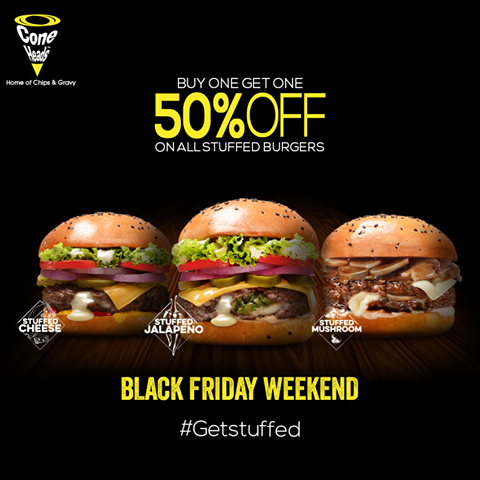 Cone
Heads
Home of Chips & Gravy
BUY ONE GET ONE
50%OFF
ON ALL STUFFED BURGERS
STUFFED
CHEESE
STUFFED
JALAPENO
STUFFED
MUSHROOM
BLACK FRIDAY WEEKEND
#Getstuffed